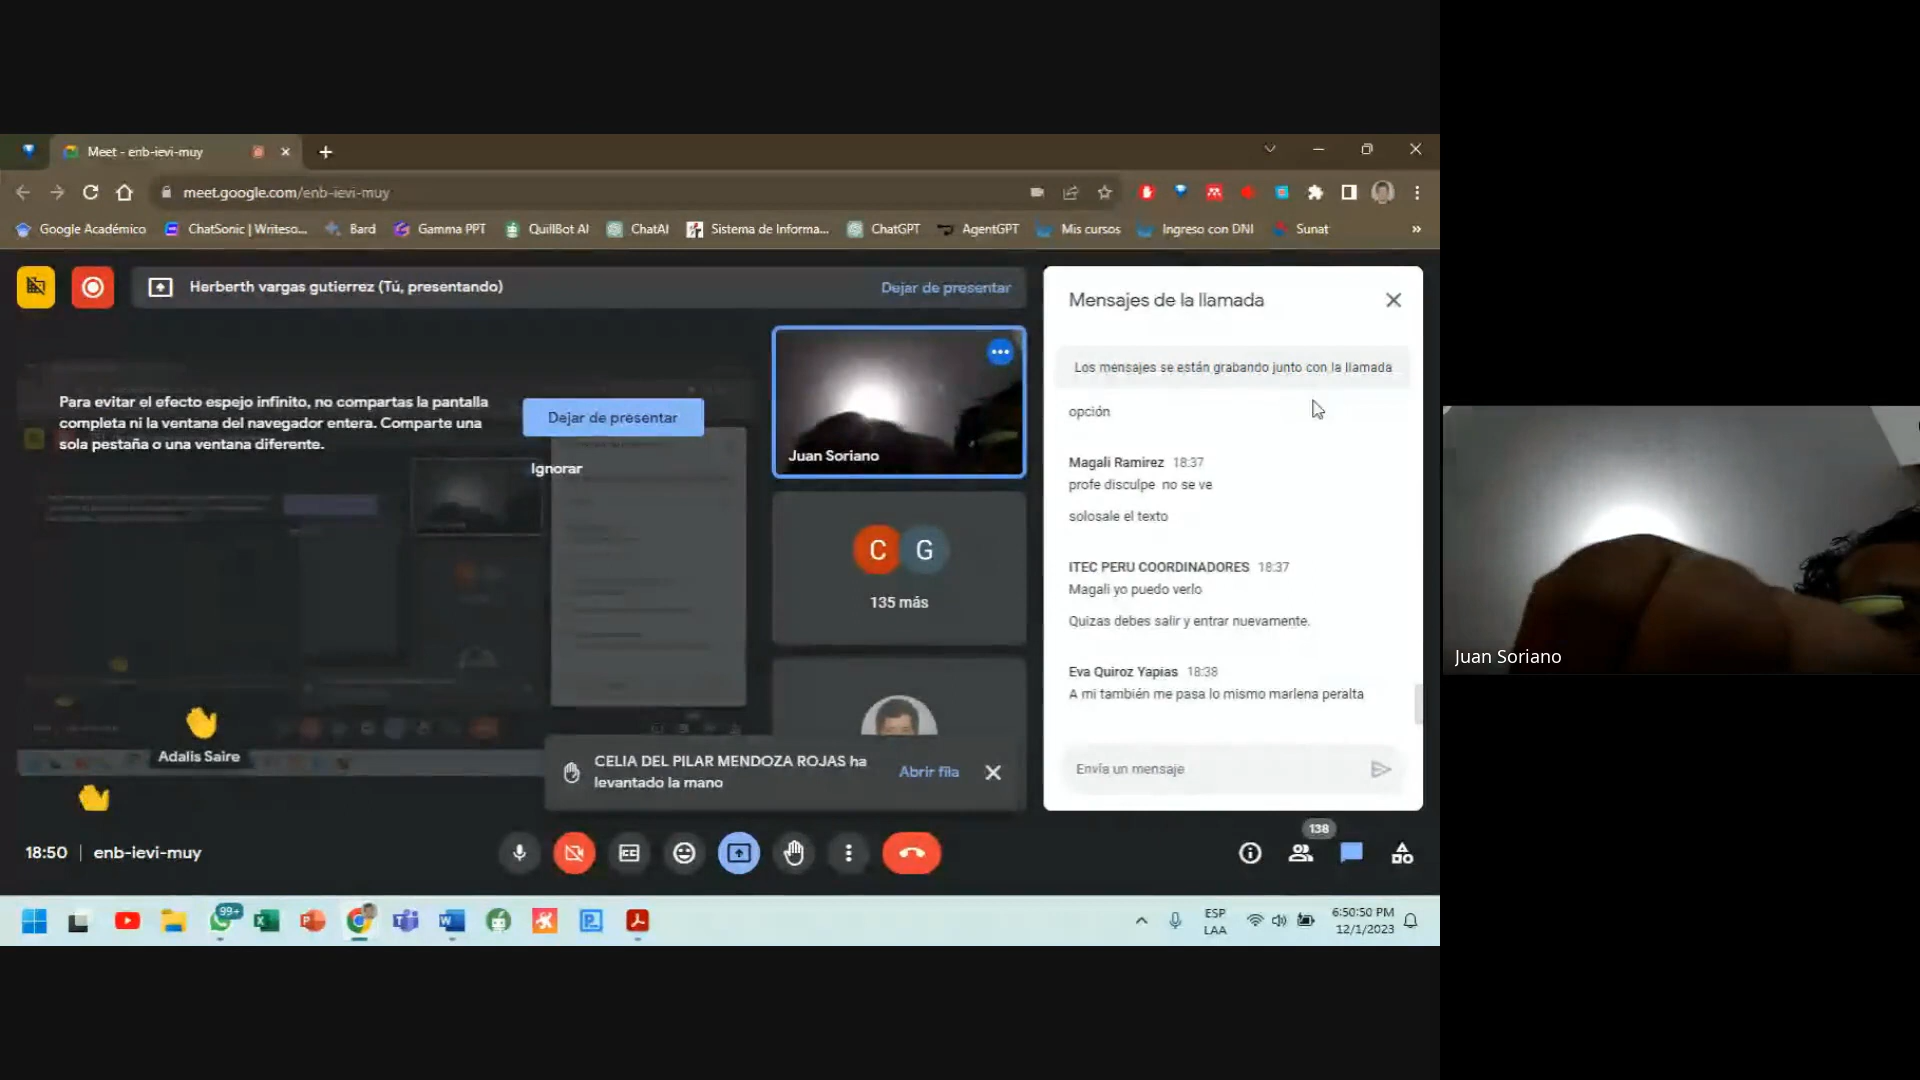 Meet - enb-ievi-muy
meet.google.com/enb-ievi-muy
Google Académico
ChatSonic | Writeso...
Bard
Gamma PPT
QuillBot AI
ChatAI
Sistema de Informa...
ChatGPT
AgentGPT
Mis cursos
Ingreso con DNI
Sunat
»
Herberth vargas gutierrez (Tú, presentando)
Dejar de presentar
Para evitar el efecto espejo infinito, no compartas la pantalla
completa ni la ventana del navegador entera. Comparte una
sola pestaña o una ventana diferente.
Dejar de presentar
Ignorar
Juan Soriano
C
G
135 más
Adalis Saire
CELIA DEL PILAR MENDOZA ROJAS ha
levantado la mano
Abrir fila
Mensajes de la llamada
Los mensajes se están grabando junto con la llamada
opción
Magali Ramirez 18:37
profe disculpe no se ve
solosale el texto
ITEC PERU COORDINADORES 18:37
Magali yo puedo verlo
Quizas debes salir y entrar nuevamente.
Eva Quiroz Yapias 18:38
A mi también me pasa lo mismo marlena peralta
Envía un mensaje
18:50 | enb-ievi-muy
138
99+
ESP
LAA
6:50:50 PM
12/1/2023
Juan Soriano